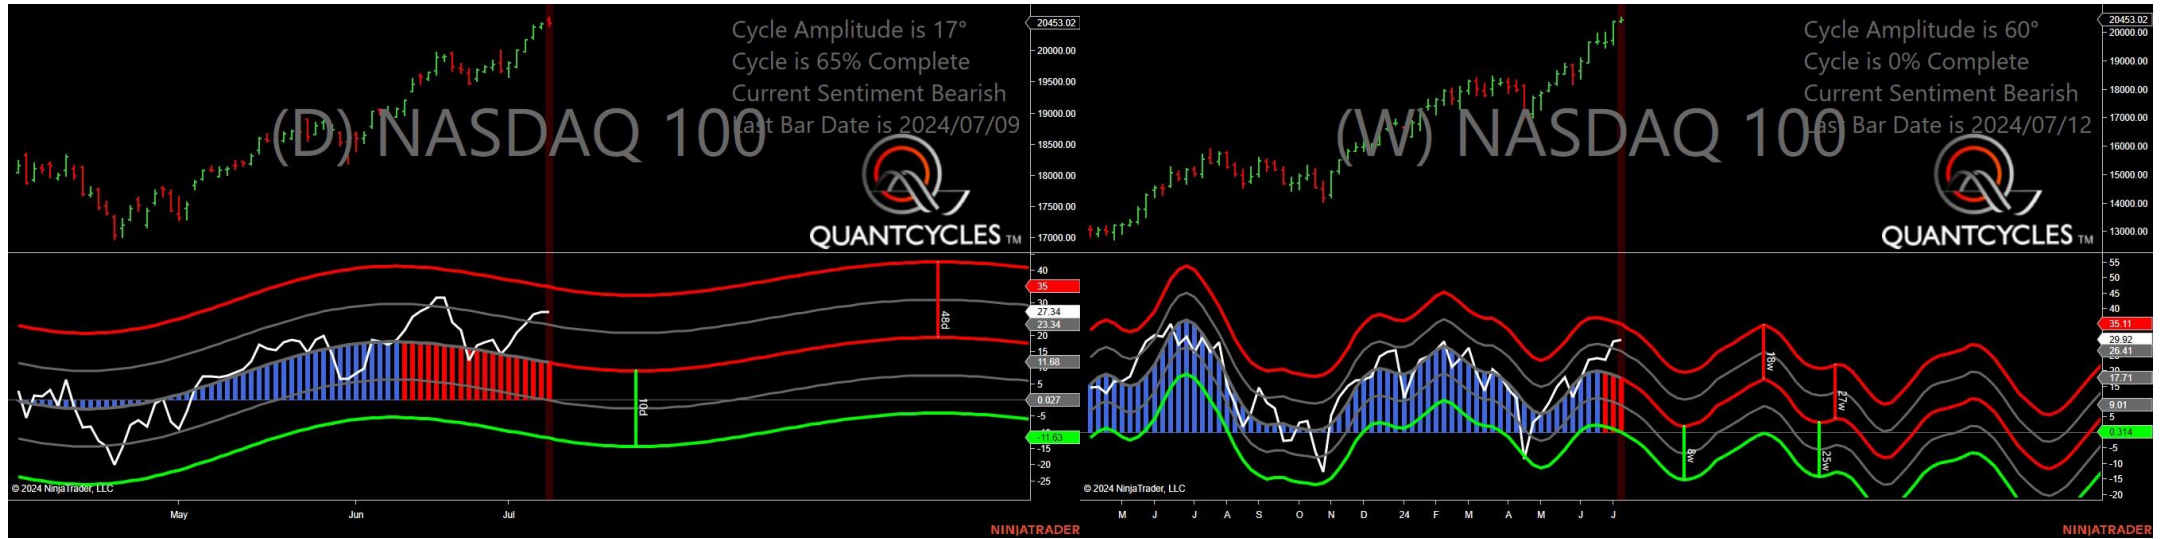 Cycle Amplitude is 17°
Cycle is 65% Complete
Current Sentiment Bearish
Last Bar Date is 2024/07/09
(D) NASDAQ 100
QUANTCYCLES TM
20453.02
20000.00
19500.00
19000.00
18500.00
18000.00
17500.00
17000.00
40
35
30
27.34
23.34
20
15
11.68
5
0.027
-5
-11.63
-15
-20
-25
48d
10d
© 2024 NinjaTrader, LLC
May
Jun
Jul
NINJATRADER
Cycle Amplitude is 60°
Cycle is 0% Complete
Current Sentiment Bearish
Last Bar Date is 2024/07/12
(W) NASDAQ 100
QUANTCYCLES TM
20453.02
20000.00
19000.00
18000.00
17000.00
16000.00
15000.00
14000.00
13000.00
55
50
45
40
35.11
29.92
26.41
17.71
15
9.01
5
0.314
-5
-10
-15
-20
18w
27w
8w
25w
© 2024 NinjaTrader, LLC
M J J A S O N D 24 F M A M J J
NINJATRADER